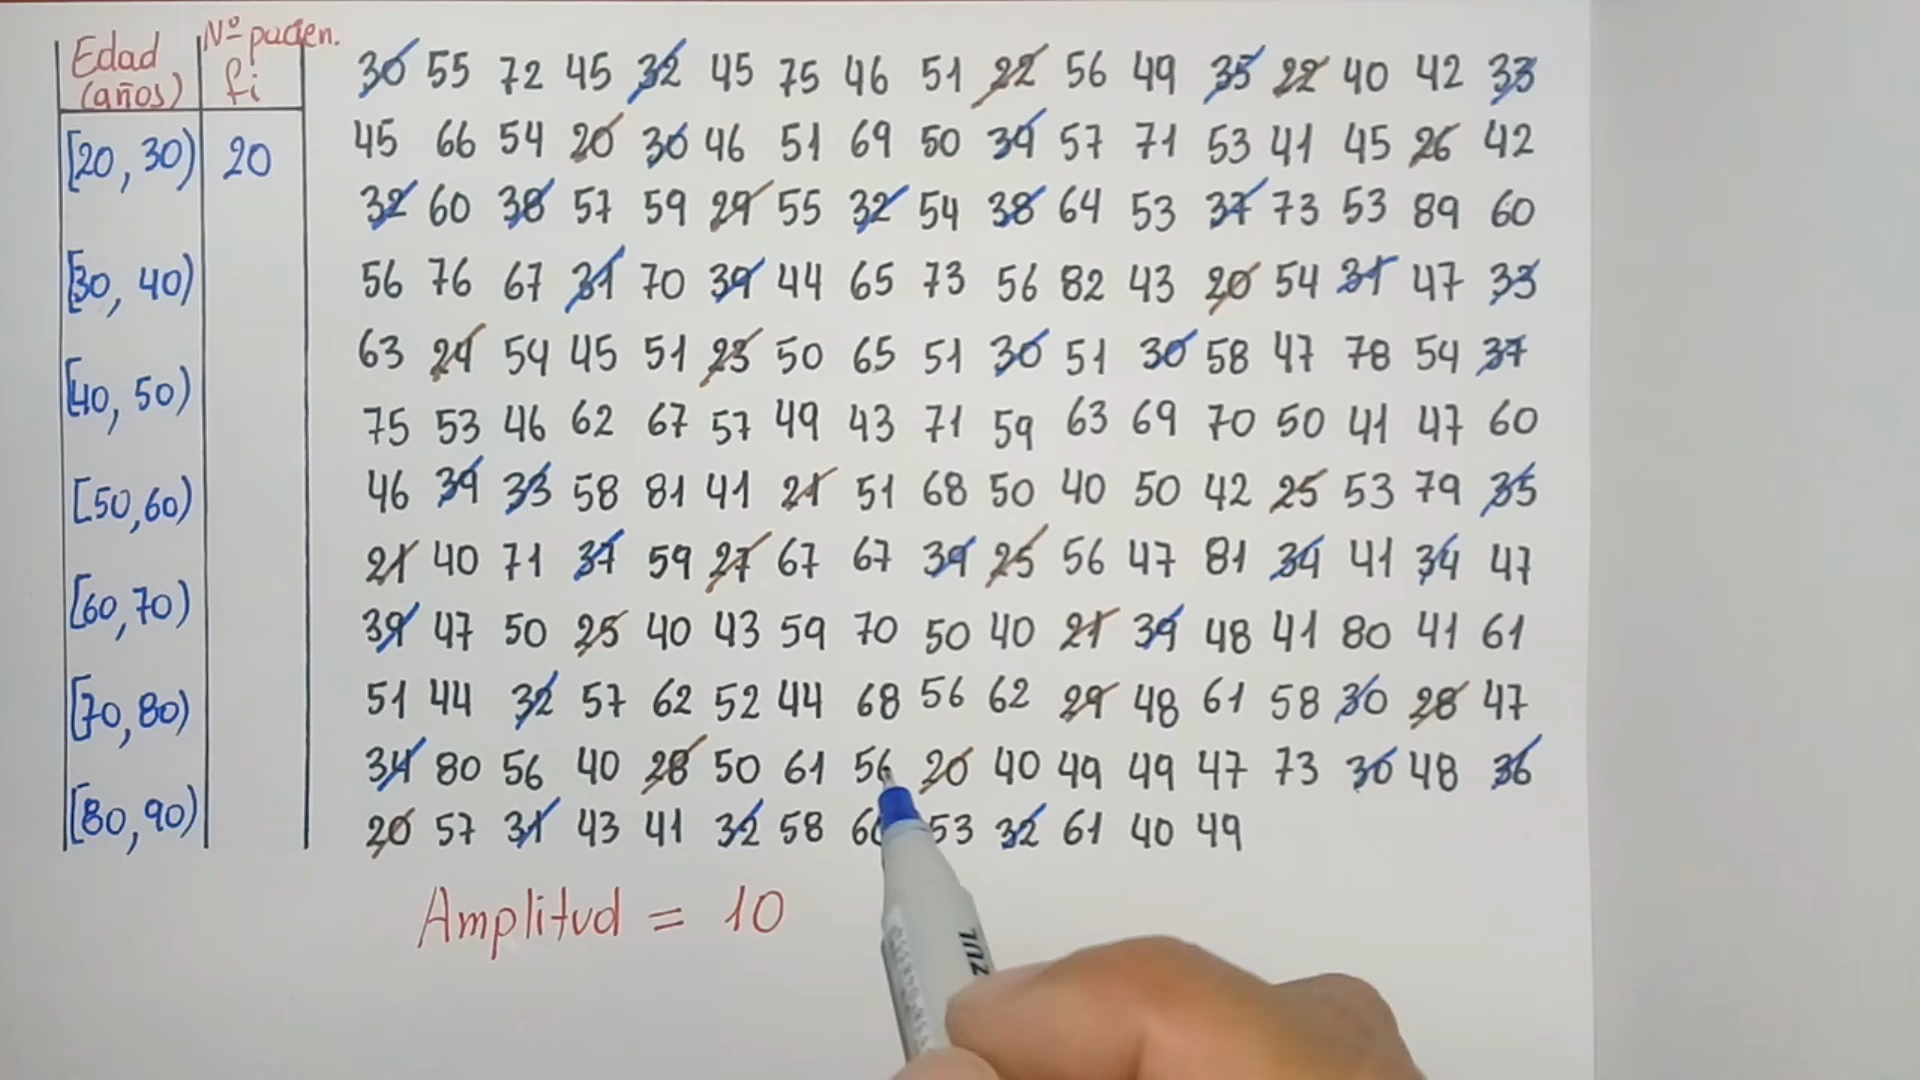 Edad (años) Nº pacien. fi
[20, 30) 20
[30, 40)
[40, 50)
[50,60)
[60,70)
[70,80)
[80,90)
30 55 72 45 32 45 75 46 51 22 56 49 35 22 40 42 33
45 66 54 20 30 46 51 69 50 39 57 71 53 41 45 26 42
32 60 38 57 59 29 55 32 54 38 64 53 37 73 53 89 60
56 76 67 31 70 39 44 65 73 56 82 43 20 54 31 47 33
63 24 54 45 51 23 50 65 51 30 51 30 58 47 78 54 37
75 53 46 62 67 57 49 43 71 59 63 69 70 50 41 47 60
46 39 33 58 81 41 21 51 68 50 40 50 42 25 53 79 35
21 40 71 37 59 27 67 67 39 25 56 47 81 34 41 34 47
39 47 50 25 40 43 59 70 50 40 21 39 48 41 80 41 61
51 44 32 57 62 52 44 68 56 62 29 48 61 58 30 28 47
34 80 56 40 28 50 61 56 20 40 49 49 47 73 30 48 36
20 57 31 43 41 32 58 53 32 61 40 49
Amplitud = 10